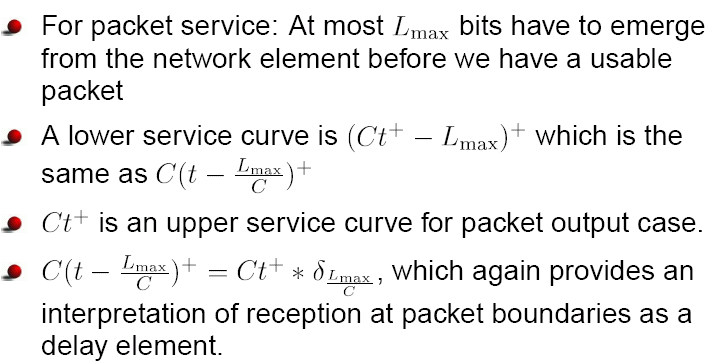 For packet service: At most $L_{\max}$ bits have to emerge
from the network element before we have a usable
packet
A lower service curve is $(Ct^+ - L_{\max})^+$ which is the
same as $C(t - \frac{L_{\max}}{C})^+$
$Ct^+$ is an upper service curve for packet output case.
$C(t - \frac{L_{\max}}{C})^+ = Ct^+ * \delta_{\frac{L_{\max}}{C}}$, which again provides an
interpretation of reception at packet boundaries as a
delay element.